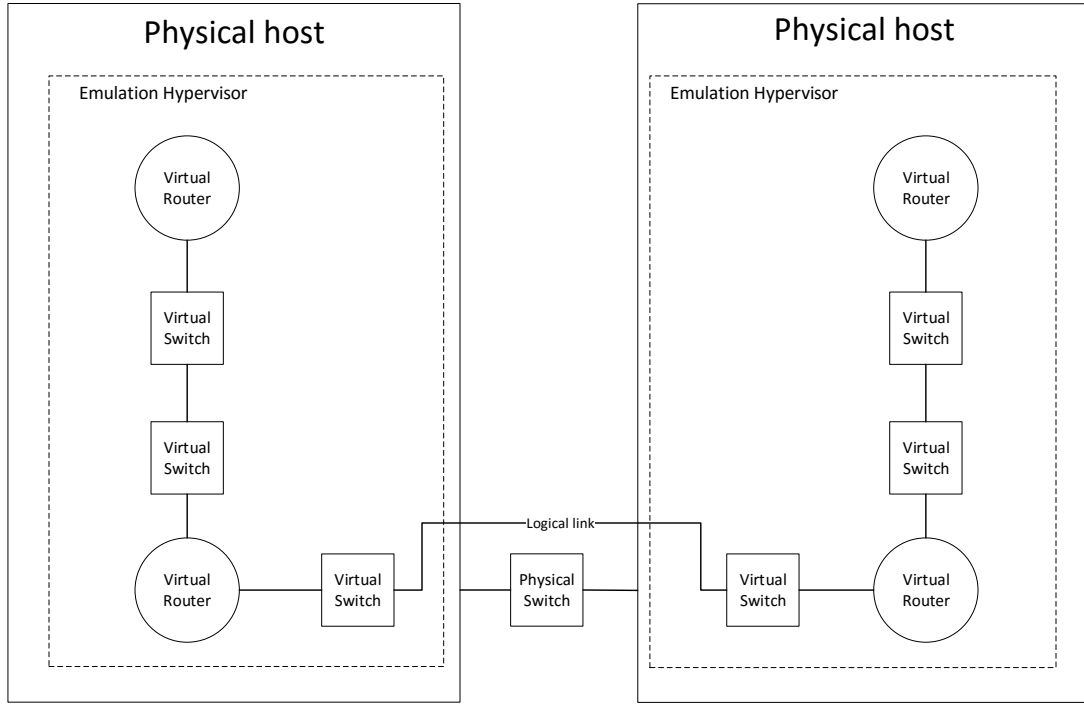 Physical host
Emulation Hypervisor
Virtual
Router
Virtual
Switch
Virtual
Switch
Virtual
Router
Virtual
Switch
Logical link
Physical
Switch
Physical host
Emulation Hypervisor
Virtual
Router
Virtual
Switch
Virtual
Switch
Virtual
Switch
Virtual
Router